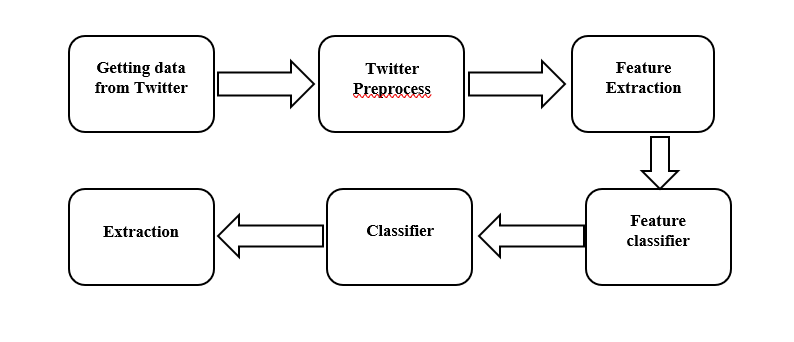 Getting data
from Twitter
Twitter
Preprocess
Feature
Extraction
Feature
classifier
Classifier
Extraction